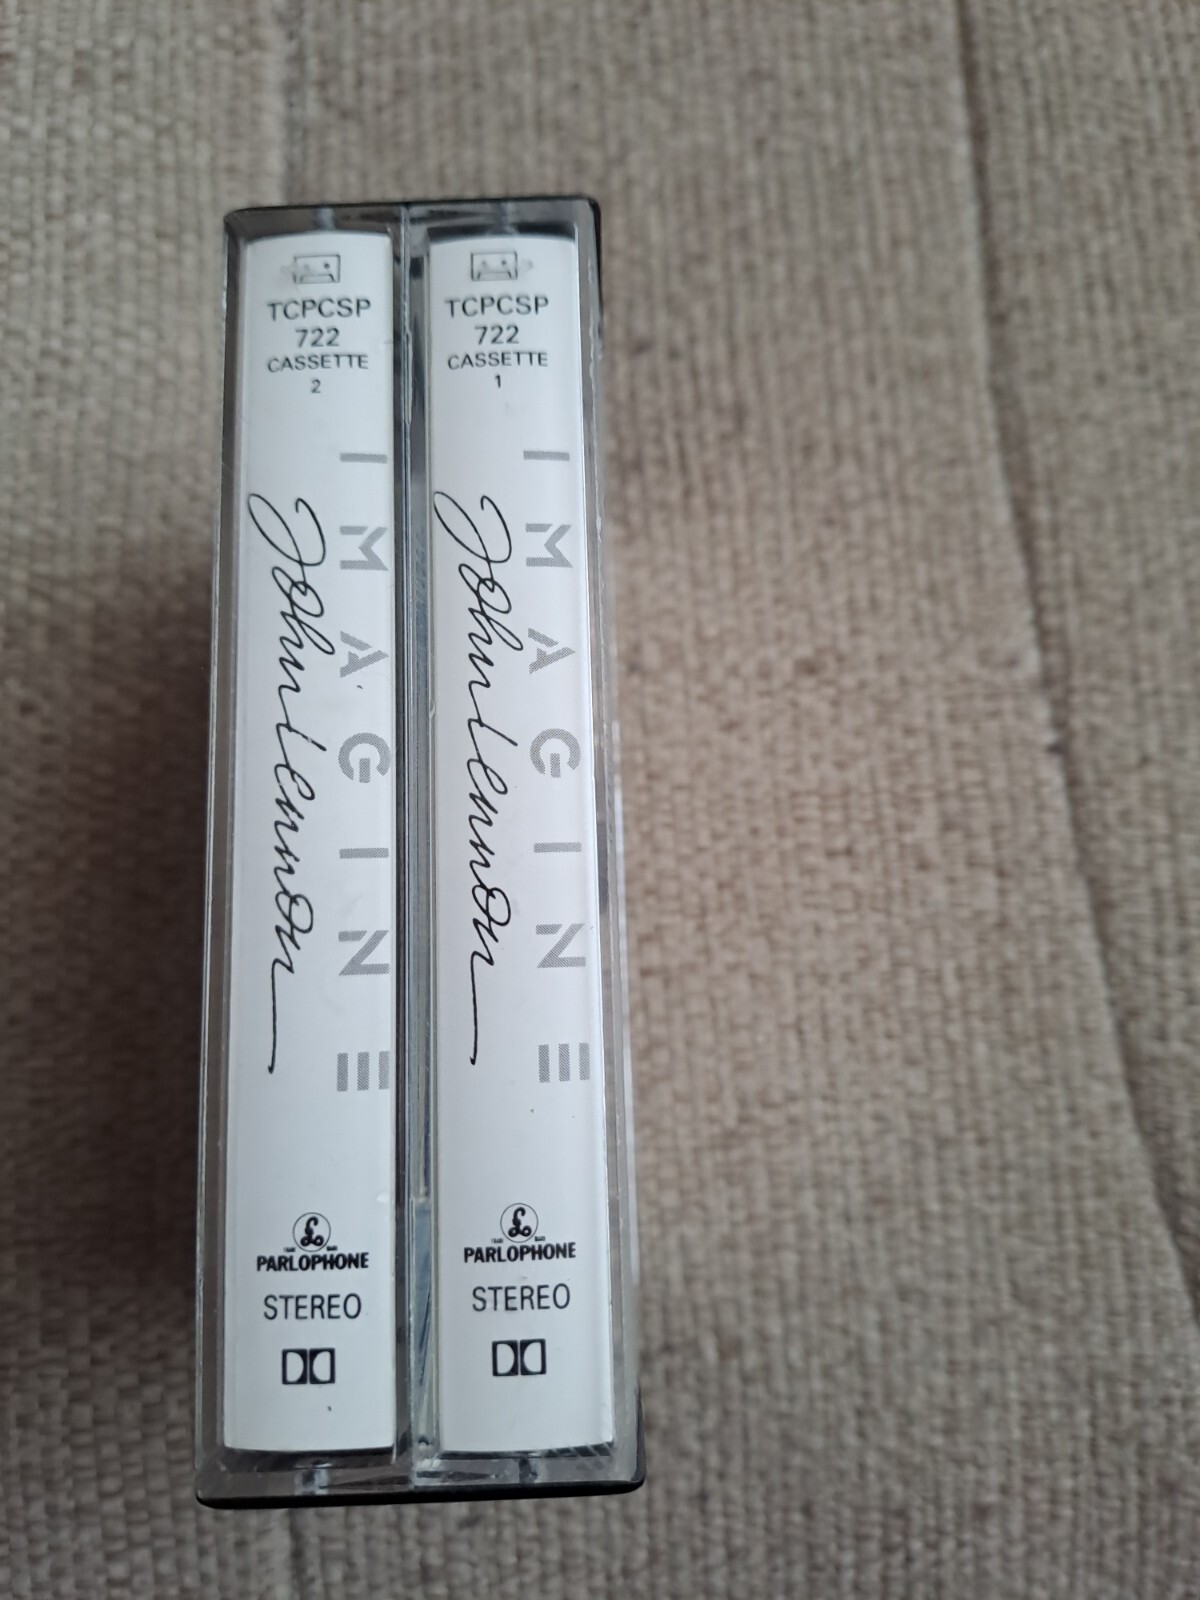 TCPCSP
722
CASSETTE
2
IMAGINE
John Lennon
PARLOPHONE
STEREO
TCPCSP
722
CASSETTE
1
IMAGINE
John Lennon
PARLOPHONE
STEREO